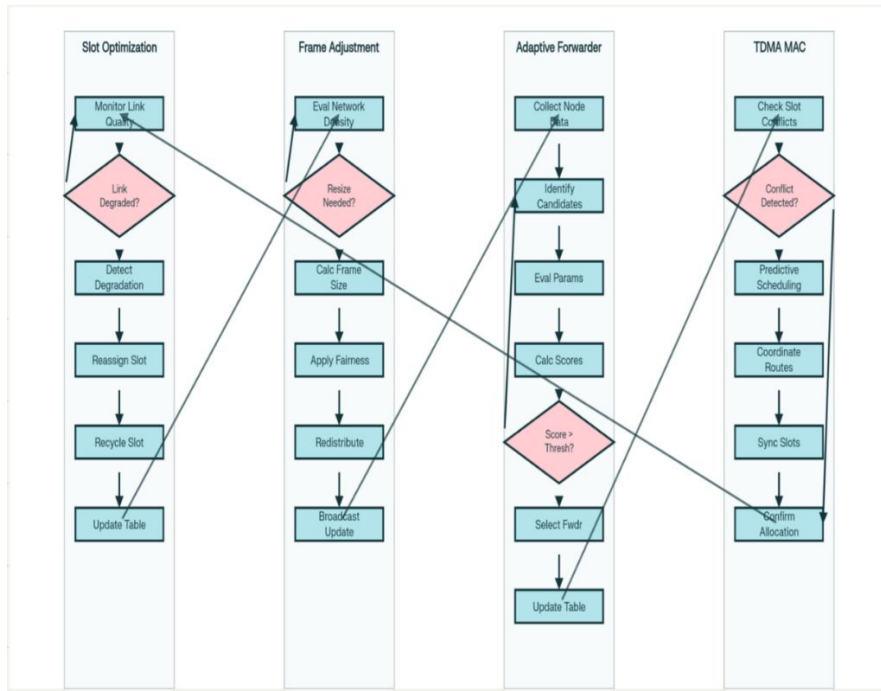 Slot Optimization
Monitor Link
Quality
Link
Degraded?
Detect
Degradation
Reassign Slot
Recycle Slot
Update Table
Frame Adjustment
Eval Network
Density
Resize
Needed?
Calc Frame
Size
Apply Fairness
Redistribute
Broadcast
Update
Adaptive Forwarder
Collect Node
Data
Identify
Candidates
Eval Params
Calc Scores
Score >
Thresh?
Select Fwdr
Update Table
TDMA MAC
Check Slot
Conflicts
Conflict
Detected?
Predictive
Scheduling
Coordinate
Routes
Sync Slots
Confirm
Allocation